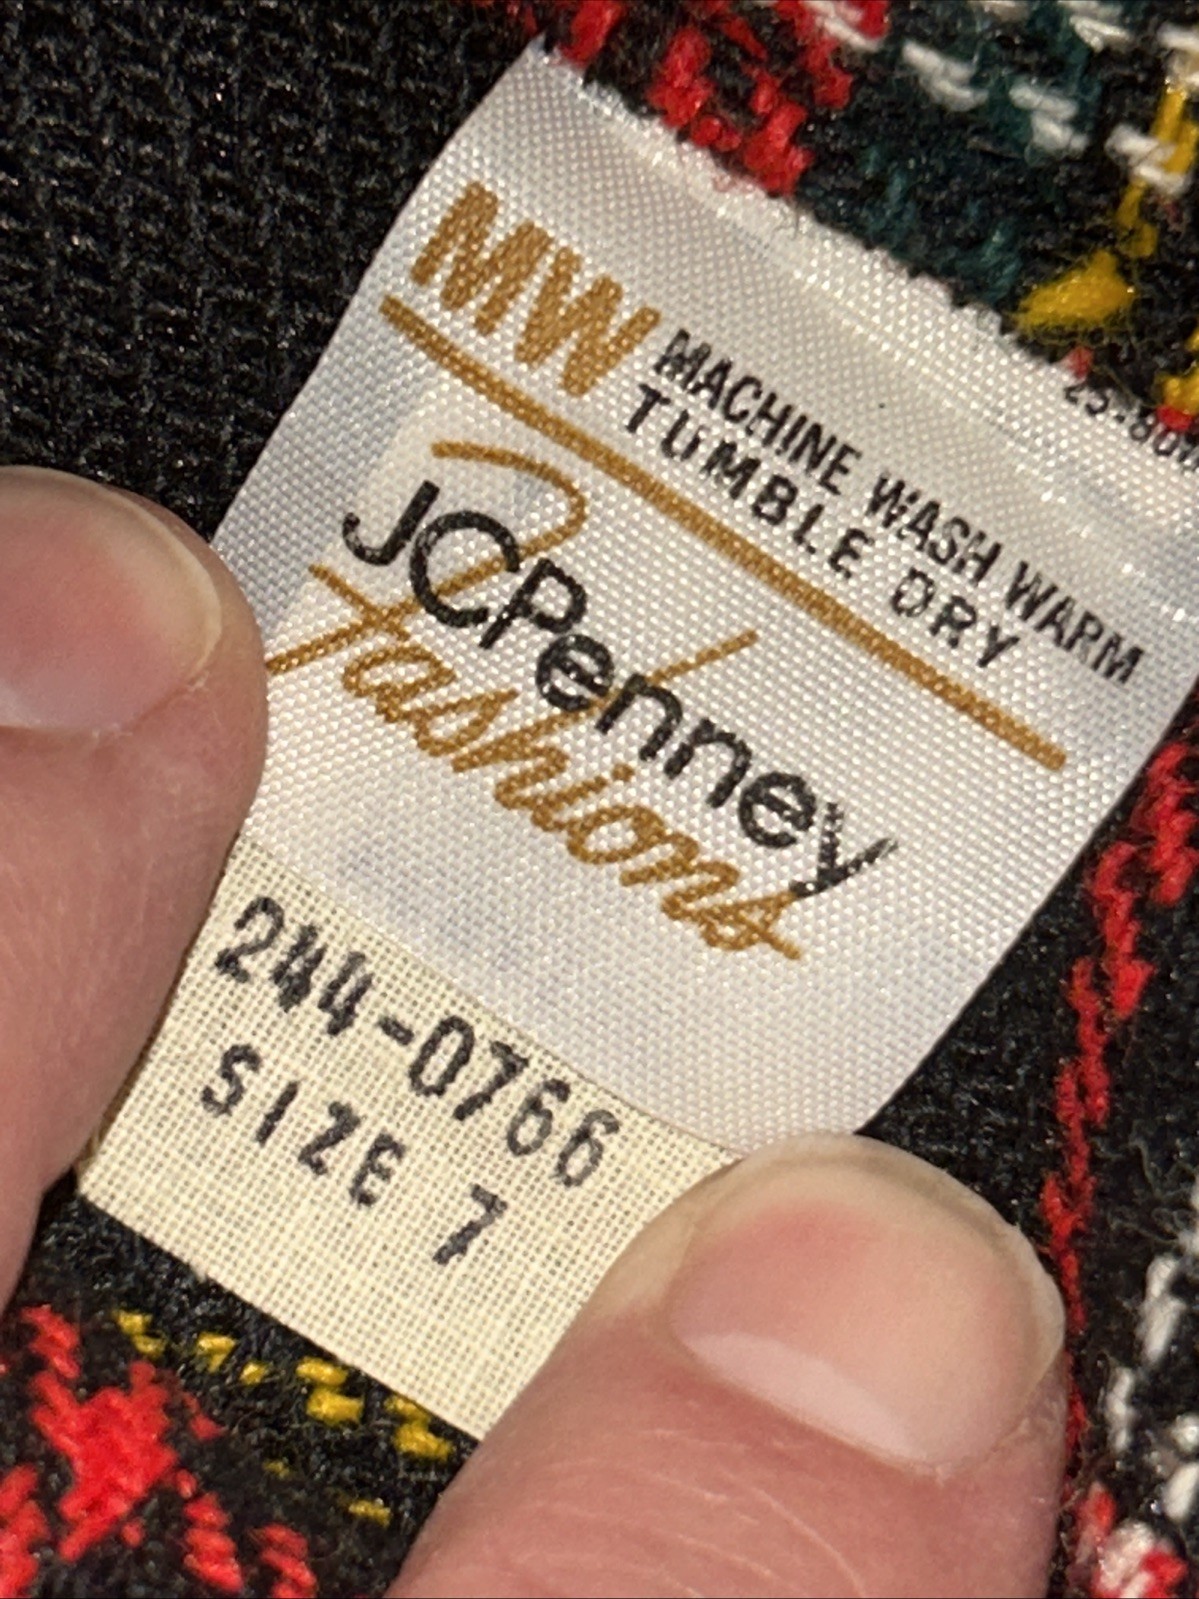 MW MACHINE WASH WARM
TUMBLE DRY
JCPenney
Fashions
244-0766
SIZE 7